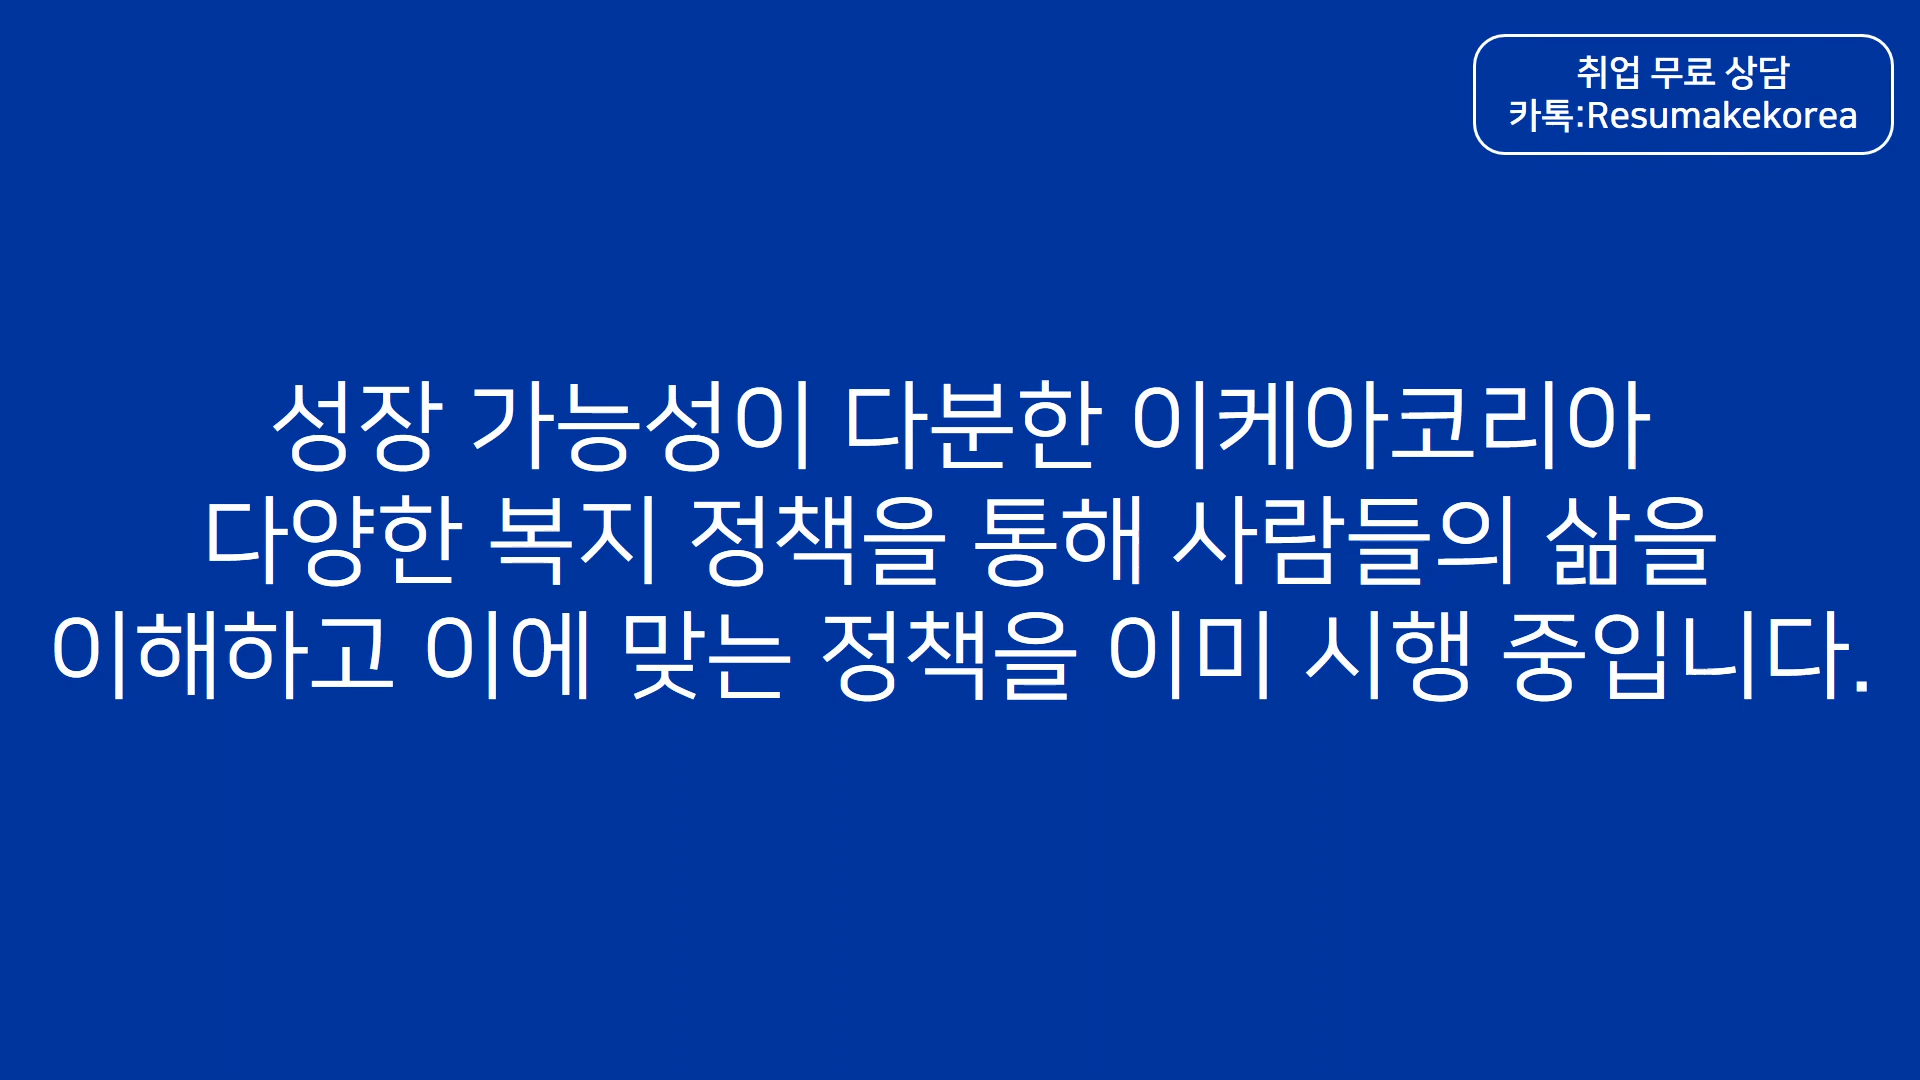 취업 무료 상담
카톡:Resumakekorea
성장 가능성이 다분한 이케아코리아
다양한 복지 정책을 통해 사람들의 삶을
이해하고 이에 맞는 정책을 이미 시행 중입니다.